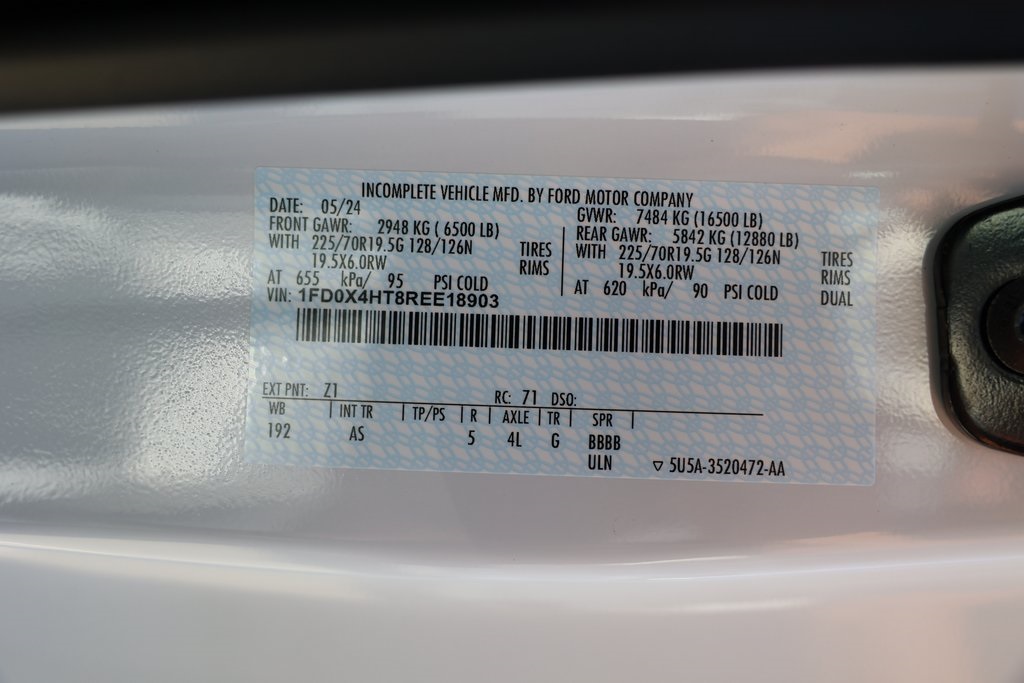 INCOMPLETE VEHICLE MFD. BY FORD MOTOR COMPANY
DATE: 05/24 GVWR: 7484 KG (16500 LB)
FRONT GAWR: 2948 KG ( 6500 LB) REAR GAWR: 5842 KG (12880 LB)
WITH 225/70R19.5G 128/126N TIRES WITH 225/70R19.5G 128/126N TIRES
19.5X6.0RW RIMS 19.5X6.0RW RIMS
AT 655 kPa/ 95 PSI COLD AT 620 kPa/ 90 PSI COLD DUAL
VIN: 1FD0X4HT8REE18903
EXT PNT: Z1 RC: 71 DSO:
WB | INT TR | TP/PS | R | AXLE | TR | SPR |
192 AS 5 4L G BBBB
ULN ▽ 5U5A-3520472-AA